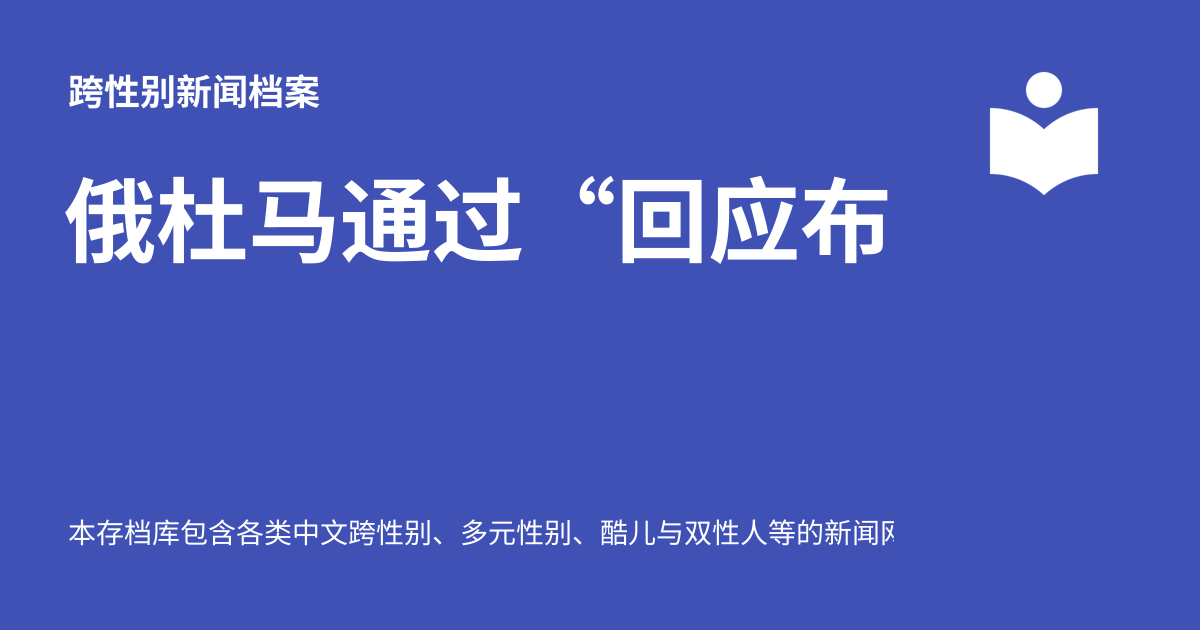 跨性别新闻档案
俄杜马通过“回应布
本存档库包含各类中文跨性别、多元性别、酷儿与双性人等的新闻网